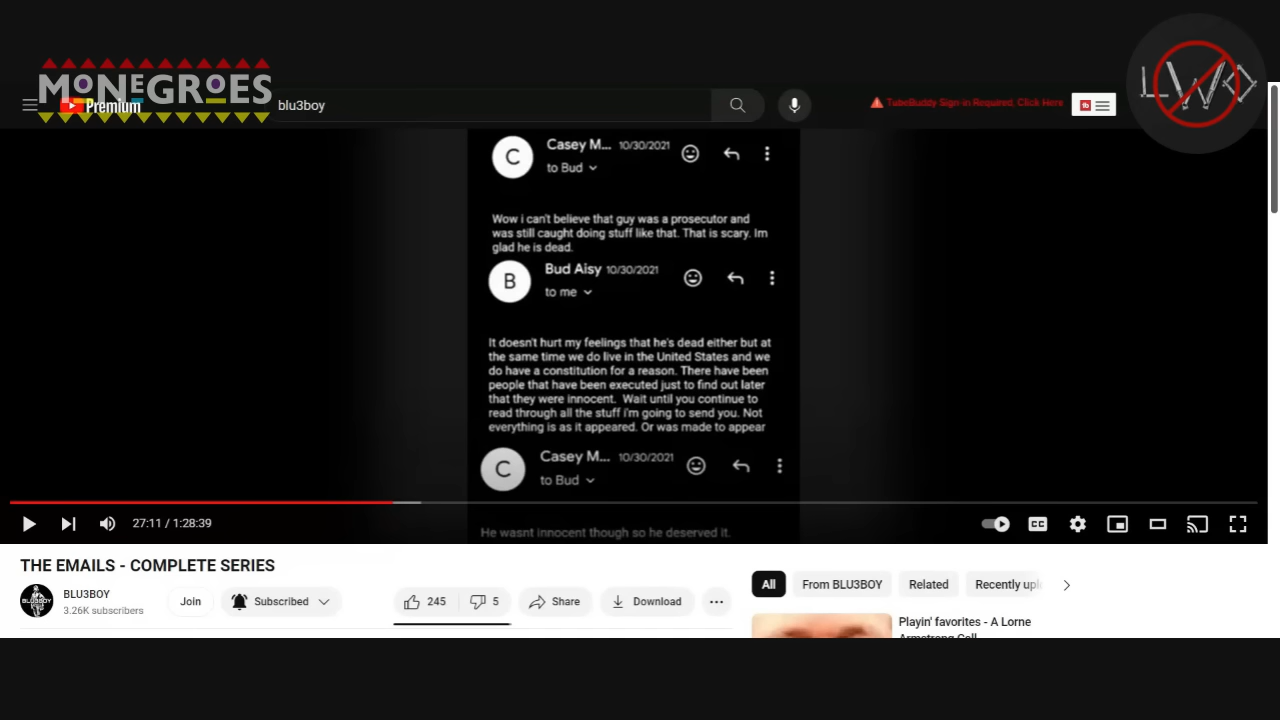 MONEGROES
LWO
Premium
blu3boy
TubeBuddy Sign-in Required, Click Here
C
Casey M... 10/30/2021
to Bud
Wow i can't believe that guy was a prosecutor and
was still caught doing stuff like that. That is scary. Im
glad he is dead.
B
Bud Aisy 10/30/2021
to me
It doesn't hurt my feelings that he's dead either but at
the same time we do live in the United States and we
do have a constitution for a reason. There have been
people that have been executed just to find out later
that they were innocent. Wait until you continue to
read through all the stuff i'm going to send you. Not
everything is as it appeared. Or was made to appear
C
Casey M... 10/30/2021
to Bud
He wasnt innocent though so he deserved it.
27:11 / 1:28:39
CC
THE EMAILS - COMPLETE SERIES
BLU3BOY
3.26K subscribers
Join
Subscribed
245
5
Share
Download
All
From BLU3BOY
Related
Recently upl
Playin' favorites - A Lorne
Armstrong Call